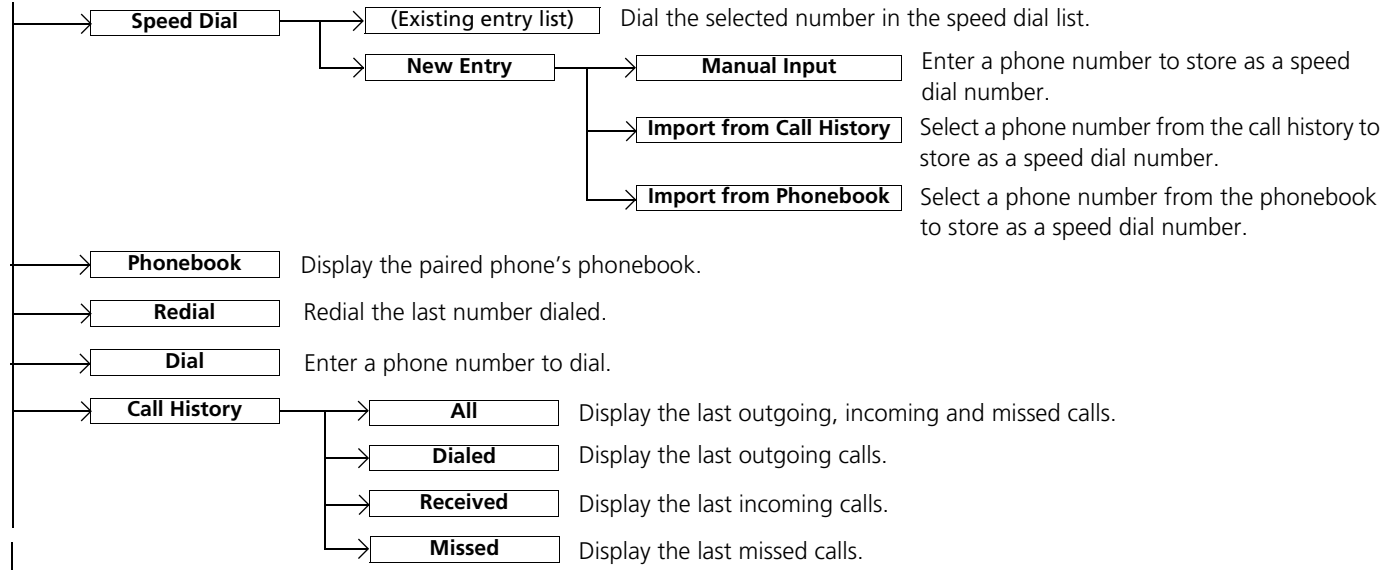 Speed Dial
(Existing entry list)
Dial the selected number in the speed dial list.
New Entry
Manual Input
Enter a phone number to store as a speed
dial number.
Import from Call History
Select a phone number from the call history to
store as a speed dial number.
Import from Phonebook
Select a phone number from the phonebook
to store as a speed dial number.
Phonebook
Display the paired phone’s phonebook.
Redial
Redial the last number dialed.
Dial
Enter a phone number to dial.
Call History
All
Display the last outgoing, incoming and missed calls.
Dialed
Display the last outgoing calls.
Received
Display the last incoming calls.
Missed
Display the last missed calls.